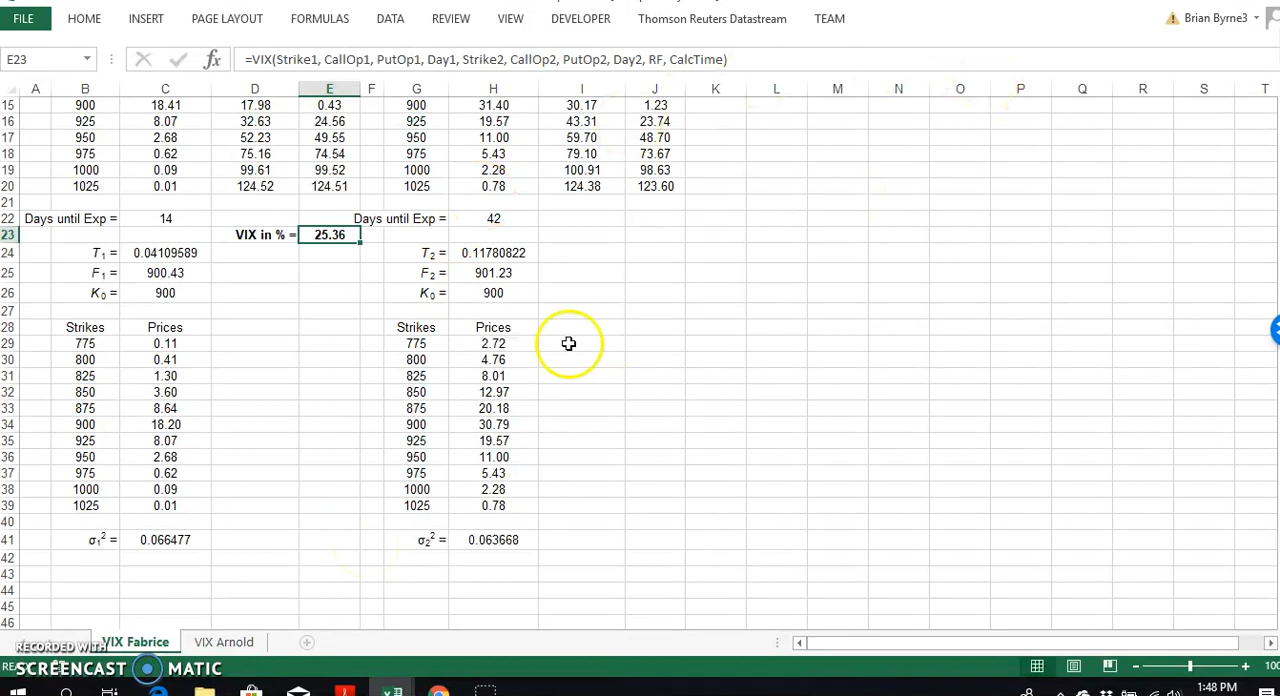 FILE HOME INSERT PAGE LAYOUT FORMULAS DATA REVIEW VIEW DEVELOPER Thomson Reuters Datastream TEAM Brian Byrne3
E23 fx =VIX(Strike1, CallOp1, PutOp1, Day1, Strike2, CallOp2, PutOp2, Day2, RF, CalcTime)
A B C D E F G H I J K L M N O P Q R S T
15 900 18.41 17.98 0.43 900 31.40 30.17 1.23
16 925 8.07 32.63 24.56 925 19.57 43.31 23.74
17 950 2.68 52.23 49.55 950 11.00 59.70 48.70
18 975 0.62 75.16 74.54 975 5.43 79.10 73.67
19 1000 0.09 99.61 99.52 1000 2.28 100.91 98.63
20 1025 0.01 124.52 124.51 1025 0.78 124.38 123.60
21
22 Days until Exp = 14 Days until Exp = 42
23 VIX in % = 25.36
24 T1 = 0.04109589 T2 = 0.11780822
25 F1 = 900.43 F2 = 901.23
26 K0 = 900 K0 = 900
27
28 Strikes Prices Strikes Prices
29 775 0.11 775 2.72
30 800 0.41 800 4.76
31 825 1.30 825 8.01
32 850 3.60 850 12.97
33 875 8.64 875 20.18
34 900 18.20 900 30.79
35 925 8.07 925 19.57
36 950 2.68 950 11.00
37 975 0.62 975 5.43
38 1000 0.09 1000 2.28
39 1025 0.01 1025 0.78
40
41 σ1² = 0.066477 σ2² = 0.063668
42
43
44
45
46
VIX Fabrice VIX Arnold
RECORDED WITH
SCREENCAST MATIC
100
1:48 PM